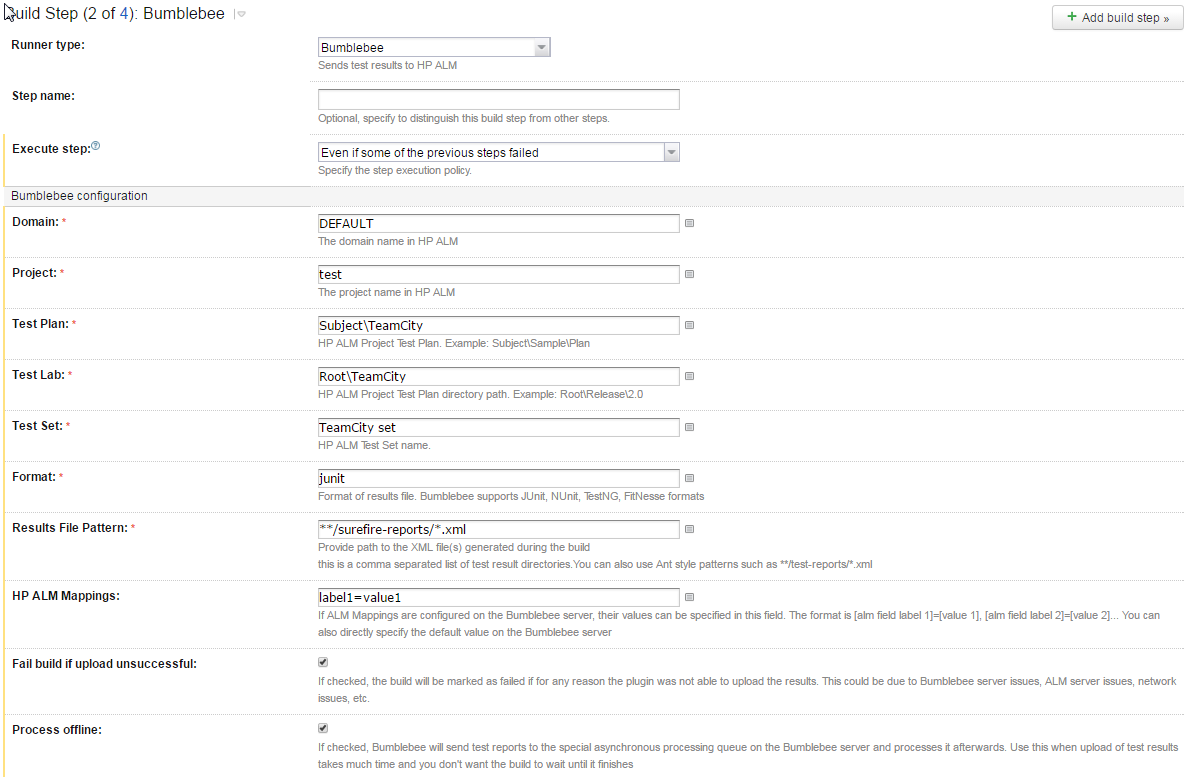 Build Step (2 of 4): Bumblebee
+ Add build step »
Runner type:
Bumblebee
Sends test results to HP ALM
Step name:
Optional, specify to distinguish this build step from other steps.
Execute step:
Even if some of the previous steps failed
Specify the step execution policy.
Bumblebee configuration
Domain: *
DEFAULT
The domain name in HP ALM
Project: *
test
The project name in HP ALM
Test Plan: *
Subject\TeamCity
HP ALM Project Test Plan. Example: Subject\Sample\Plan
Test Lab: *
Root\TeamCity
HP ALM Project Test Plan directory path. Example: Root\Release\2.0
Test Set: *
TeamCity set
HP ALM Test Set name.
Format: *
junit
Format of results file. Bumblebee supports JUnit, NUnit, TestNG, FitNesse formats
Results File Pattern: *
**/surefire-reports/*.xml
Provide path to the XML file(s) generated during the build
this is a comma separated list of test result directories.You can also use Ant style patterns such as **/test-reports/*.xml
HP ALM Mappings:
label1=value1
If ALM Mappings are configured on the Bumblebee server, their values can be specified in this field. The format is [alm field label 1]=[value 1], [alm field label 2]=[value 2]... You can
also directly specify the default value on the Bumblebee server
Fail build if upload unsuccessful:
If checked, the build will be marked as failed if for any reason the plugin was not able to upload the results. This could be due to Bumblebee server issues, ALM server issues, network
issues, etc.
Process offline:
If checked, Bumblebee will send test reports to the special asynchronous processing queue on the Bumblebee server and processes it afterwards. Use this when upload of test results
takes much time and you don't want the build to wait until it finishes